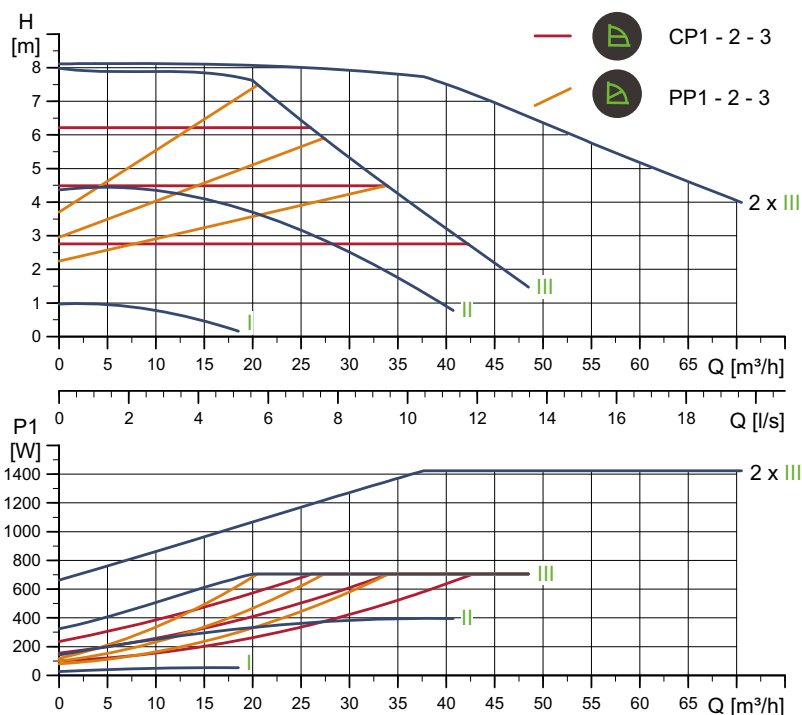 H
[m]
CP1 - 2 - 3
PP1 - 2 - 3
8
7
6
5
4
3
2
1
0
2 x III
III
II
I
0 5 10 15 20 25 30 35 40 45 50 55 60 65 Q [m³/h]
0 2 4 6 8 10 12 14 16 18 Q [l/s]
P1
[W]
1400
1200
1000
800
600
400
200
0
2 x III
III
II
I
0 5 10 15 20 25 30 35 40 45 50 55 60 65 Q [m³/h]